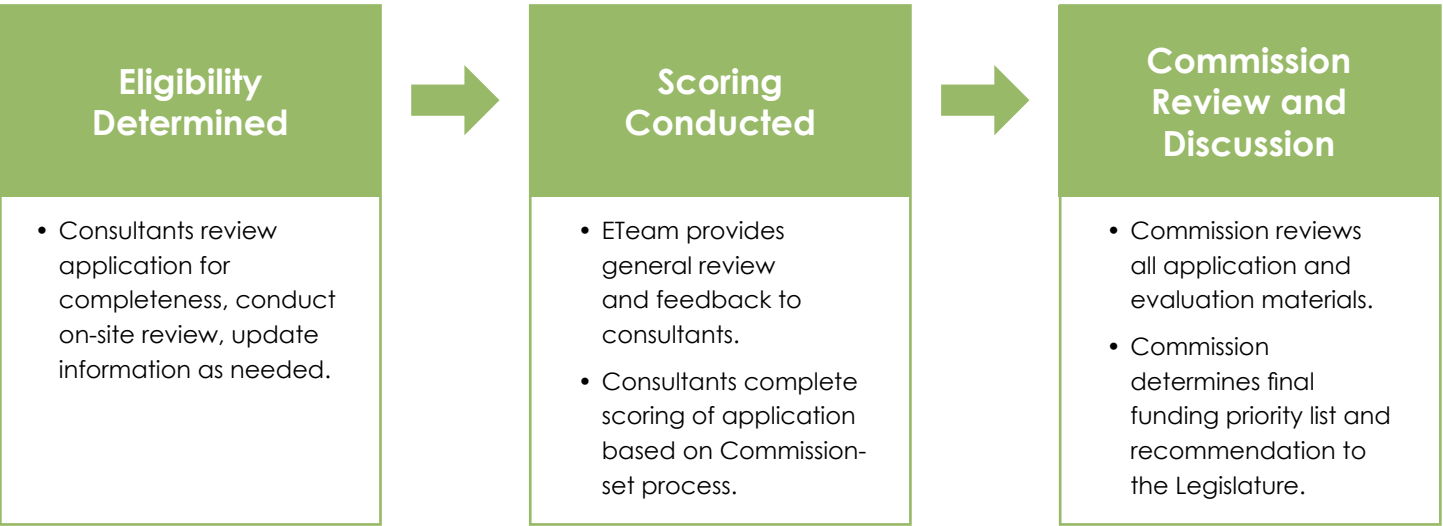 Eligibility
Determined
• Consultants review
application for
completeness, conduct
on-site review, update
information as needed.
Scoring
Conducted
• ETeam provides
general review
and feedback to
consultants.
• Consultants complete
scoring of application
based on Commission-
set process.
Commission
Review and
Discussion
• Commission reviews
all application and
evaluation materials.
• Commission
determines final
funding priority list and
recommendation to
the Legislature.